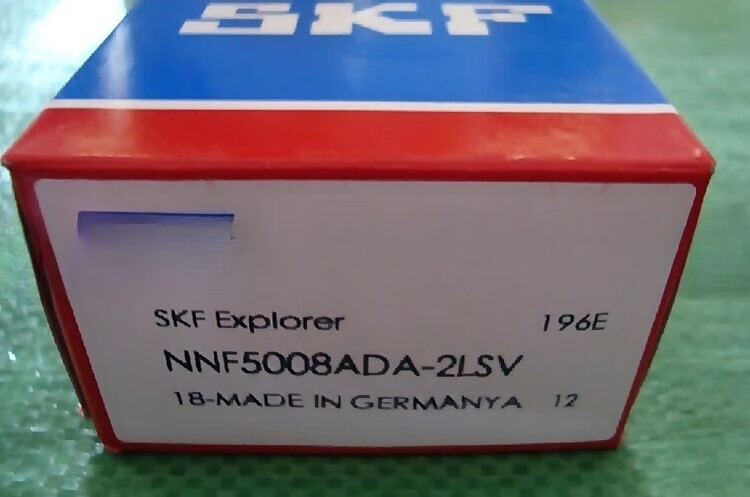 SKF
SKF Explorer 196E
NNF5008ADA-2LSV
18-MADE IN GERMANYA 12